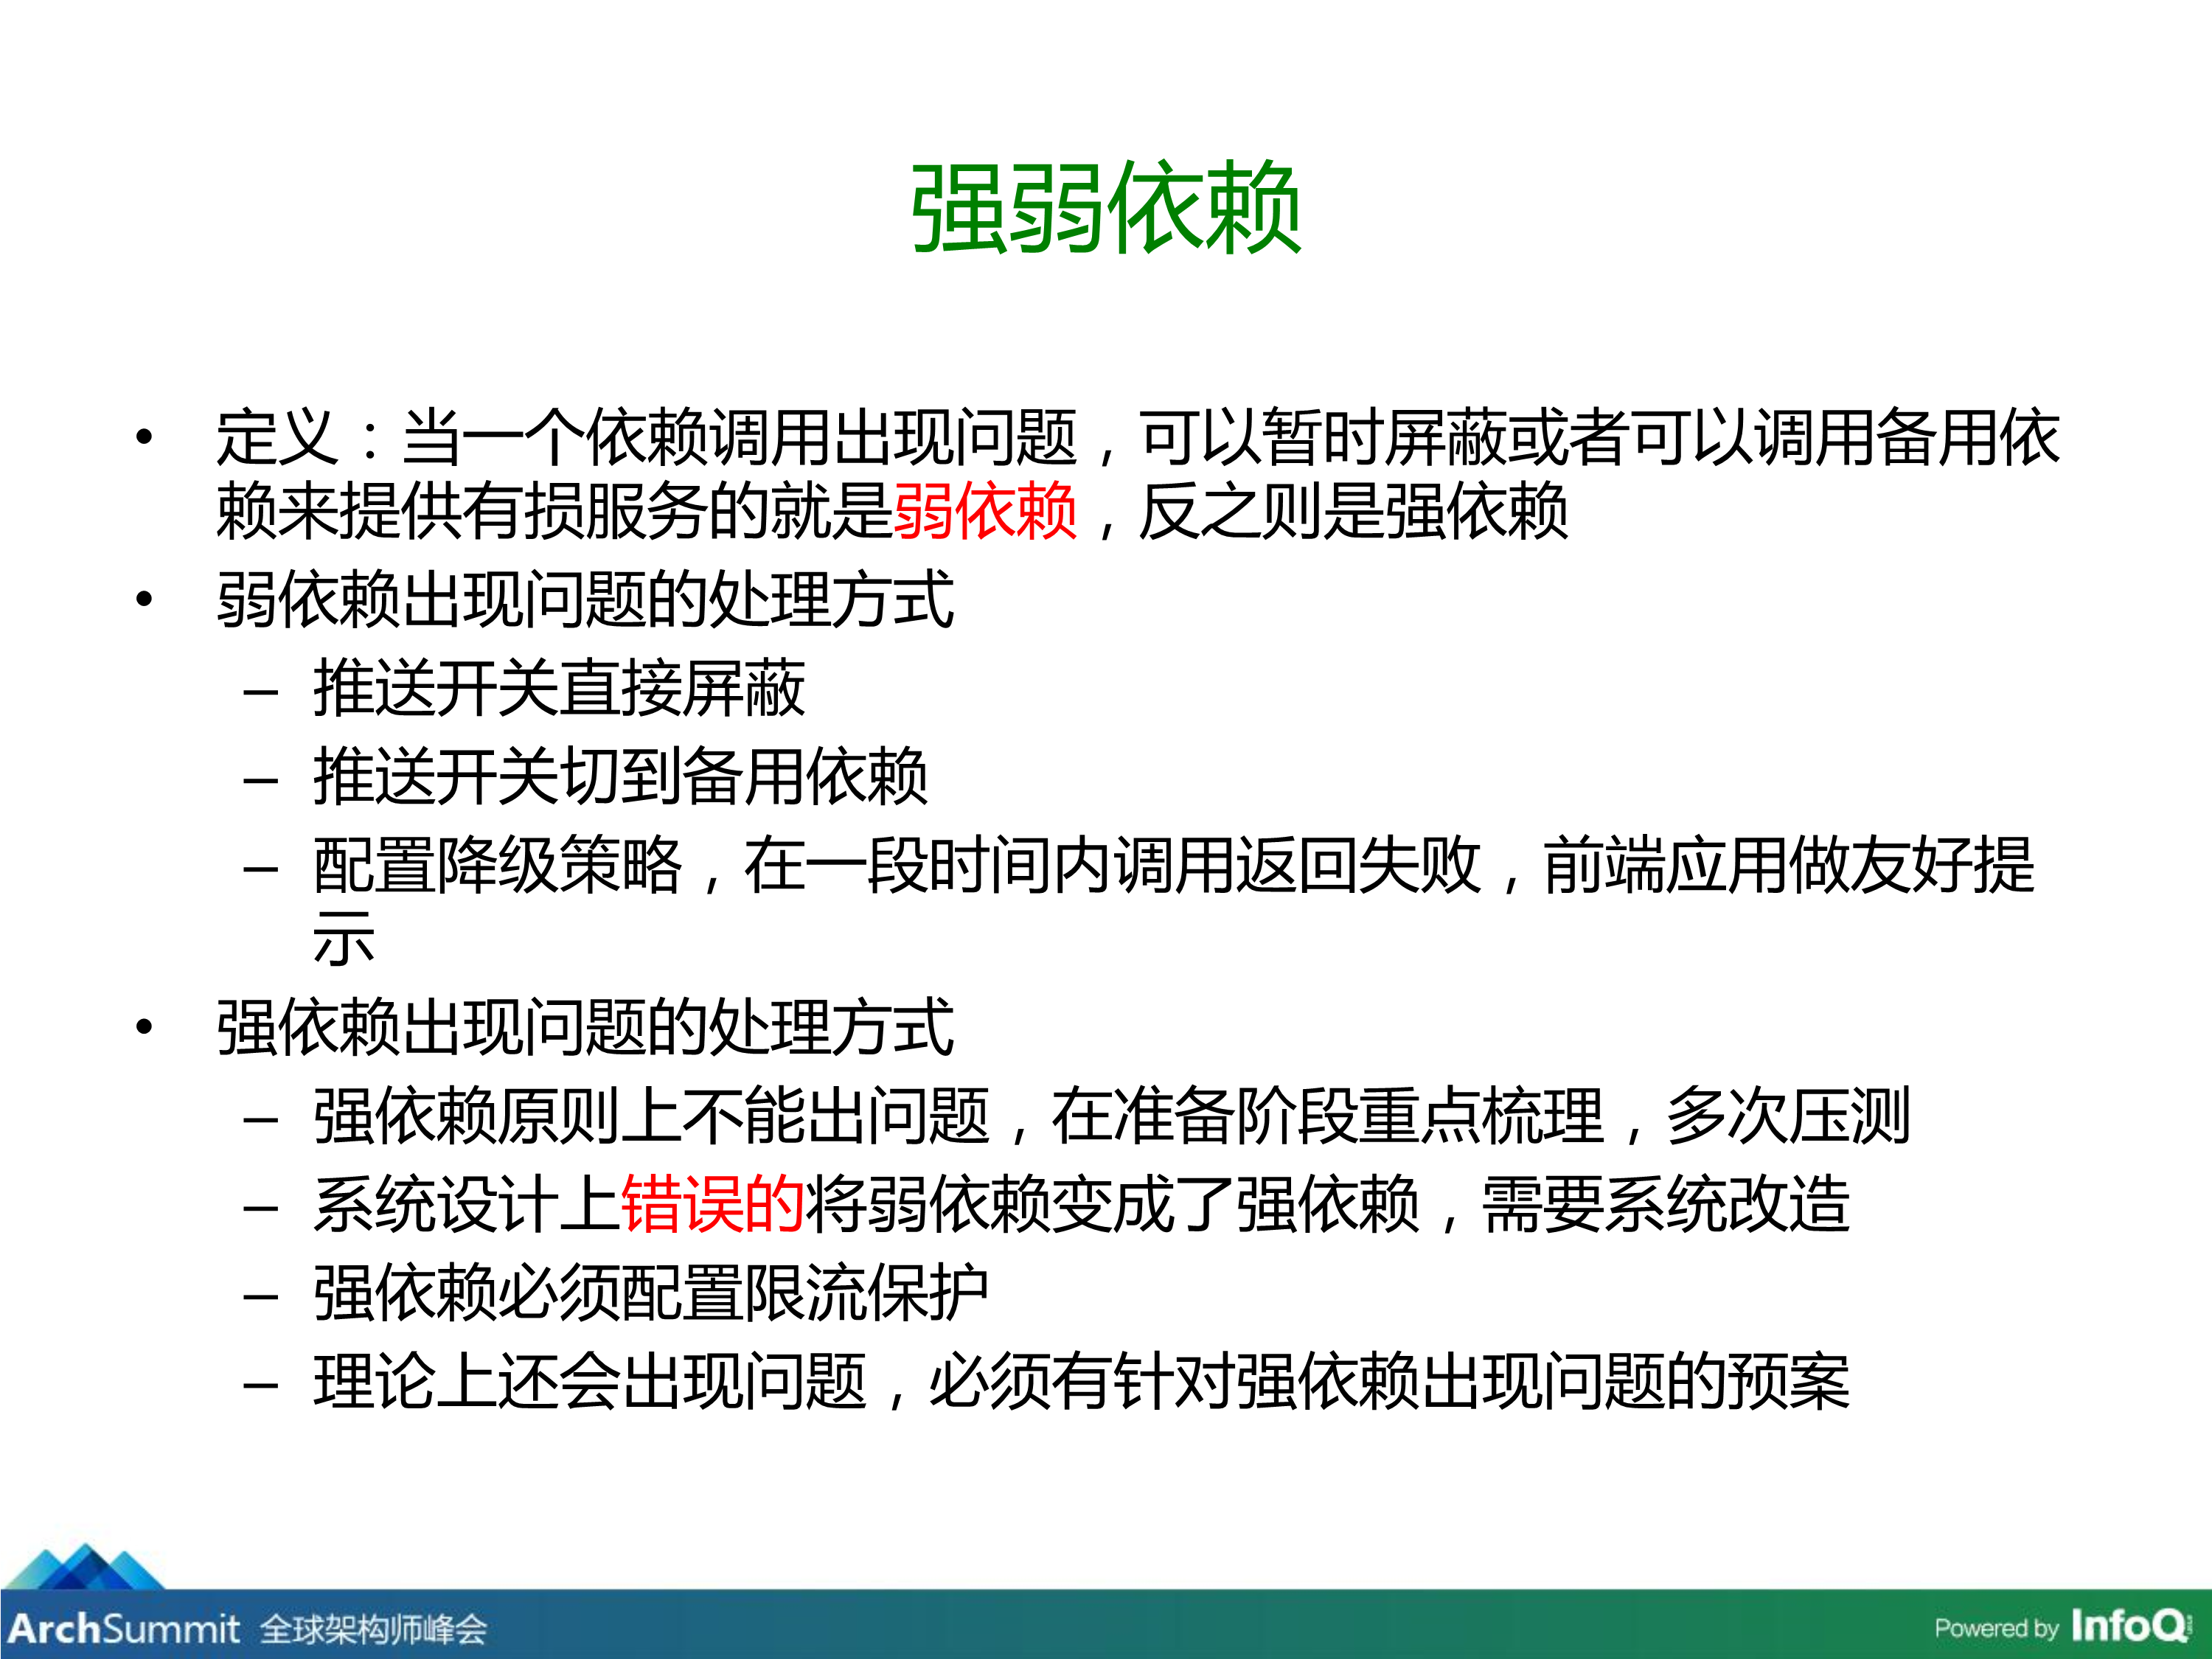 强弱依赖
• 定义：当一个依赖调用出现问题，可以暂时屏蔽或者可以调用备用依
赖来提供有损服务的就是弱依赖，反之则是强依赖
• 弱依赖出现问题的处理方式
– 推送开关直接屏蔽
– 推送开关切到备用依赖
– 配置降级策略，在一段时间内调用返回失败，前端应用做友好提
示
• 强依赖出现问题的处理方式
– 强依赖原则上不能出问题，在准备阶段重点梳理，多次压测
– 系统设计上错误的将弱依赖变成了强依赖，需要系统改造
– 强依赖必须配置限流保护
– 理论上还会出现问题，必须有针对强依赖出现问题的预案
ArchSummit 全球架构师峰会
Powered by InfoQ